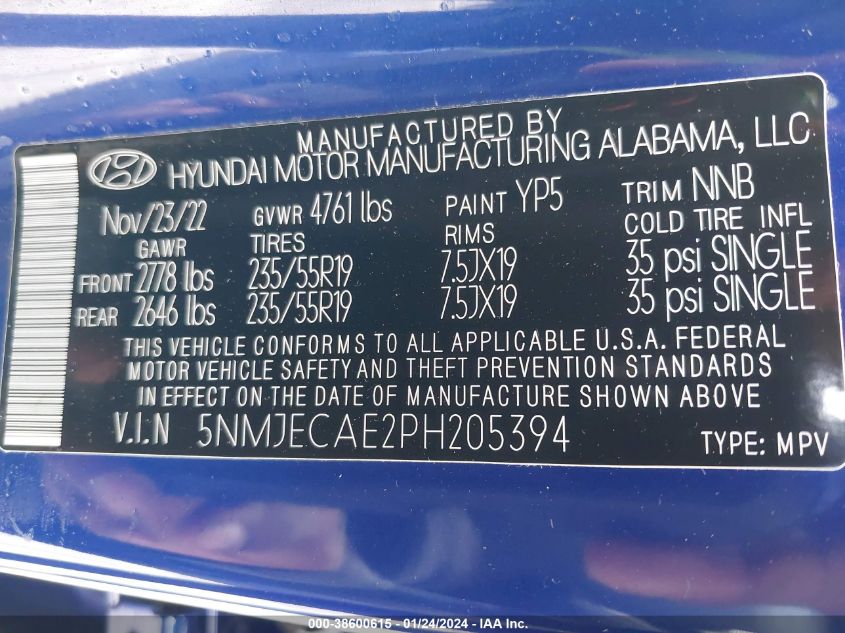 MANUFACTURED BY
HYUNDAI MOTOR MANUFACTURING ALABAMA, LLC
Nov/23/22 GVWR 4761 lbs PAINT YP5 TRIM NNB
GAWR TIRES RIMS COLD TIRE INFL
FRONT 2778 lbs 235/55R19 7.5JX19 35 psi SINGLE
REAR 2646 lbs 235/55R19 7.5JX19 35 psi SINGLE
THIS VEHICLE CONFORMS TO ALL APPLICABLE U.S.A. FEDERAL
MOTOR VEHICLE SAFETY AND THEFT PREVENTION STANDARDS
IN EFFECT ON THE DATE OF MANUFACTURE SHOWN ABOVE
V.I.N 5NMJECAE2PH205394 TYPE: MPV
000-38600615 - 01/24/2024 - IAA Inc.